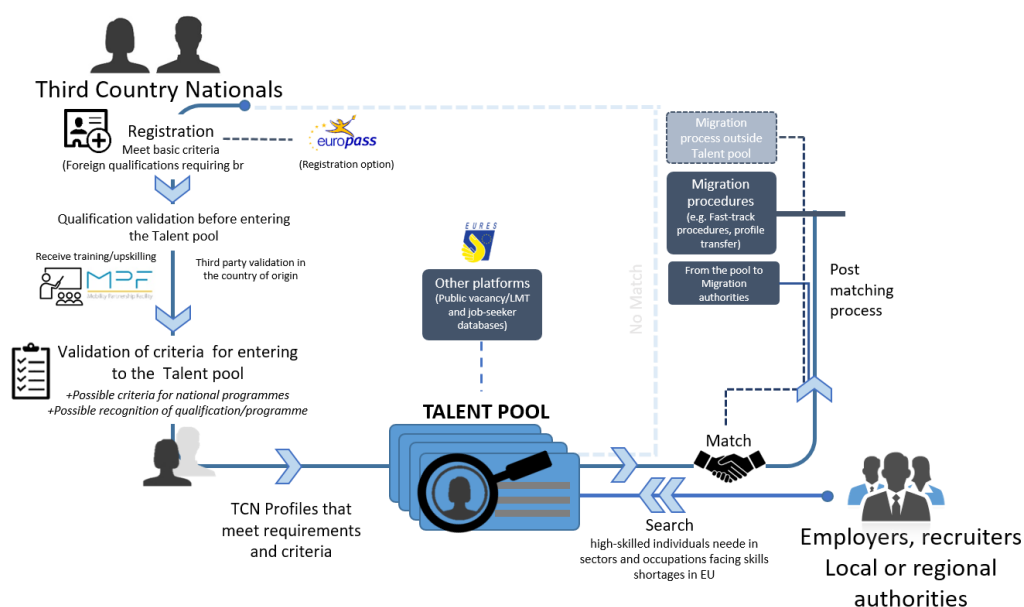 Third Country Nationals
Registration
Meet basic criteria
(Foreign qualifications requiring br
europass
(Registration option)
Qualification validation before entering
the Talent pool
Receive training/upskilling
MPF
Mobility Partnership Facility
Third party validation in
the country of origin
Validation of criteria for entering
to the Talent pool
+Possible criteria for national programmes
+Possible recognition of qualification/programme
TCN Profiles that
meet requirements
and criteria
EURES
Other platforms
(Public vacancy/LMT
and job-seeker
databases)
TALENT POOL
No Match
Migration
process outside
Talent pool
Migration
procedures
(e.g. Fast-track
procedures, profile
transfer)
From the pool to
Migration
authorities
Post
matching
process
Match
Search
high-skilled individuals neede in
sectors and occupations facing skills
shortages in EU
Employers, recruiters
Local or regional
authorities